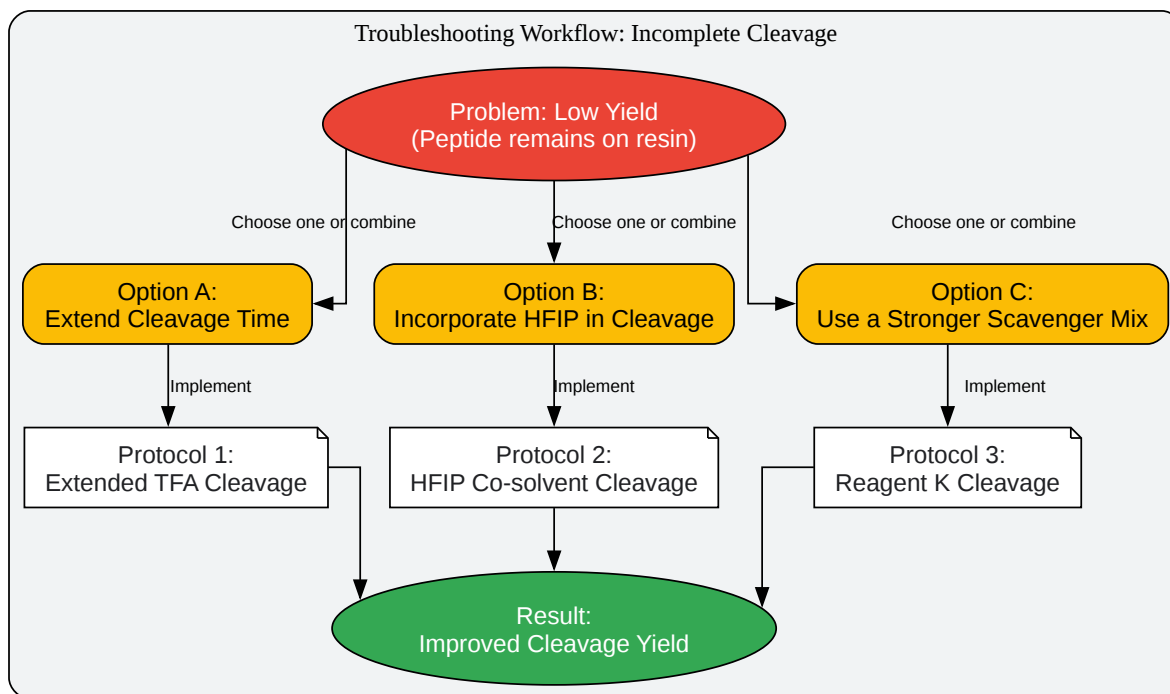 Troubleshooting Workflow: Incomplete Cleavage
Problem: Low Yield
(Peptide remains on resin)
Choose one or combine
Choose one or combine
Choose one or combine
Option A:
Extend Cleavage Time
Option B:
Incorporate HFIP in Cleavage
Option C:
Use a Stronger Scavenger Mix
Implement
Implement
Implement
Protocol 1:
Extended TFA Cleavage
Protocol 2:
HFIP Co-solvent Cleavage
Protocol 3:
Reagent K Cleavage
Result:
Improved Cleavage Yield